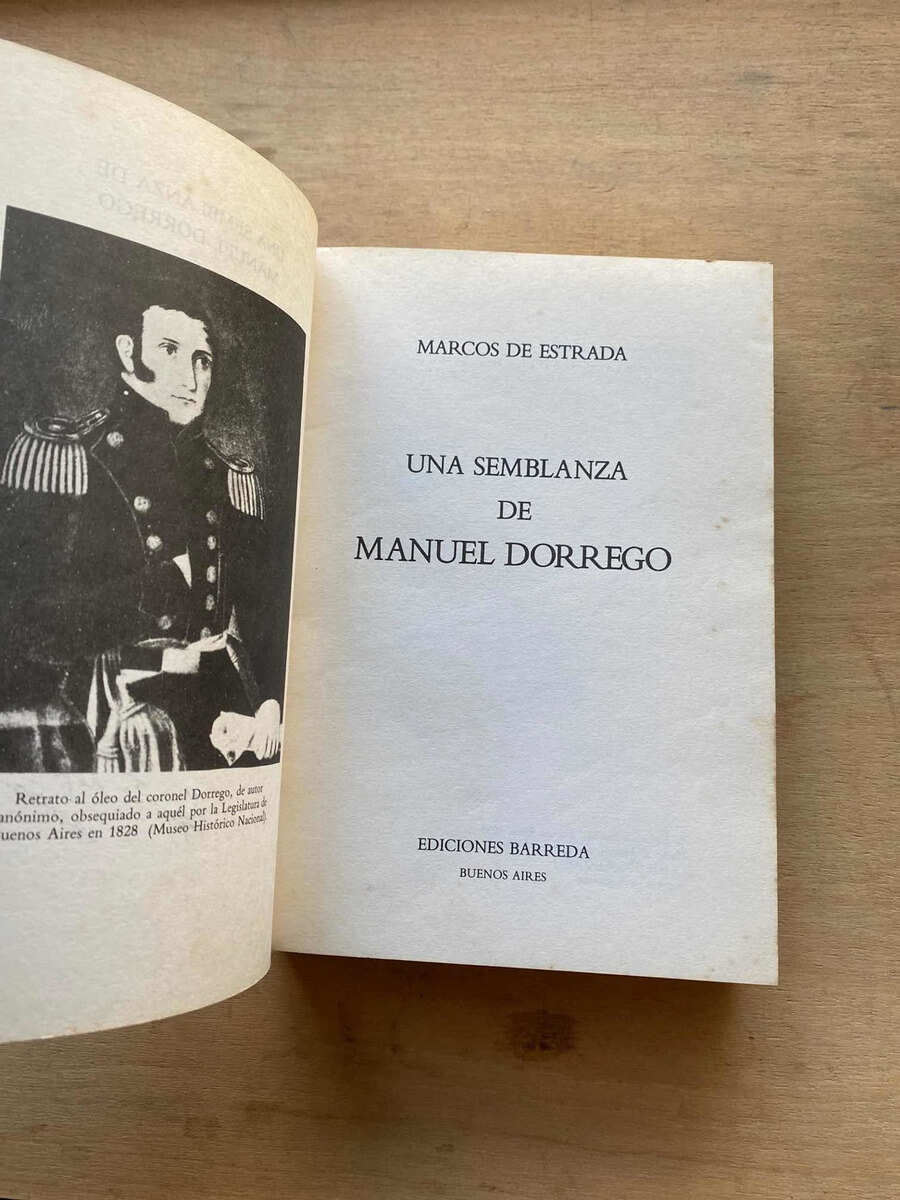 Retrato al óleo del coronel Dorrego, de autor
anónimo, obsequiado a aquél por la Legislatura de
uenos Aires en 1828 (Museo Histórico Nacional).
MARCOS DE ESTRADA
UNA SEMBLANZA
DE
MANUEL DORREGO
EDICIONES BARREDA
BUENOS AIRES